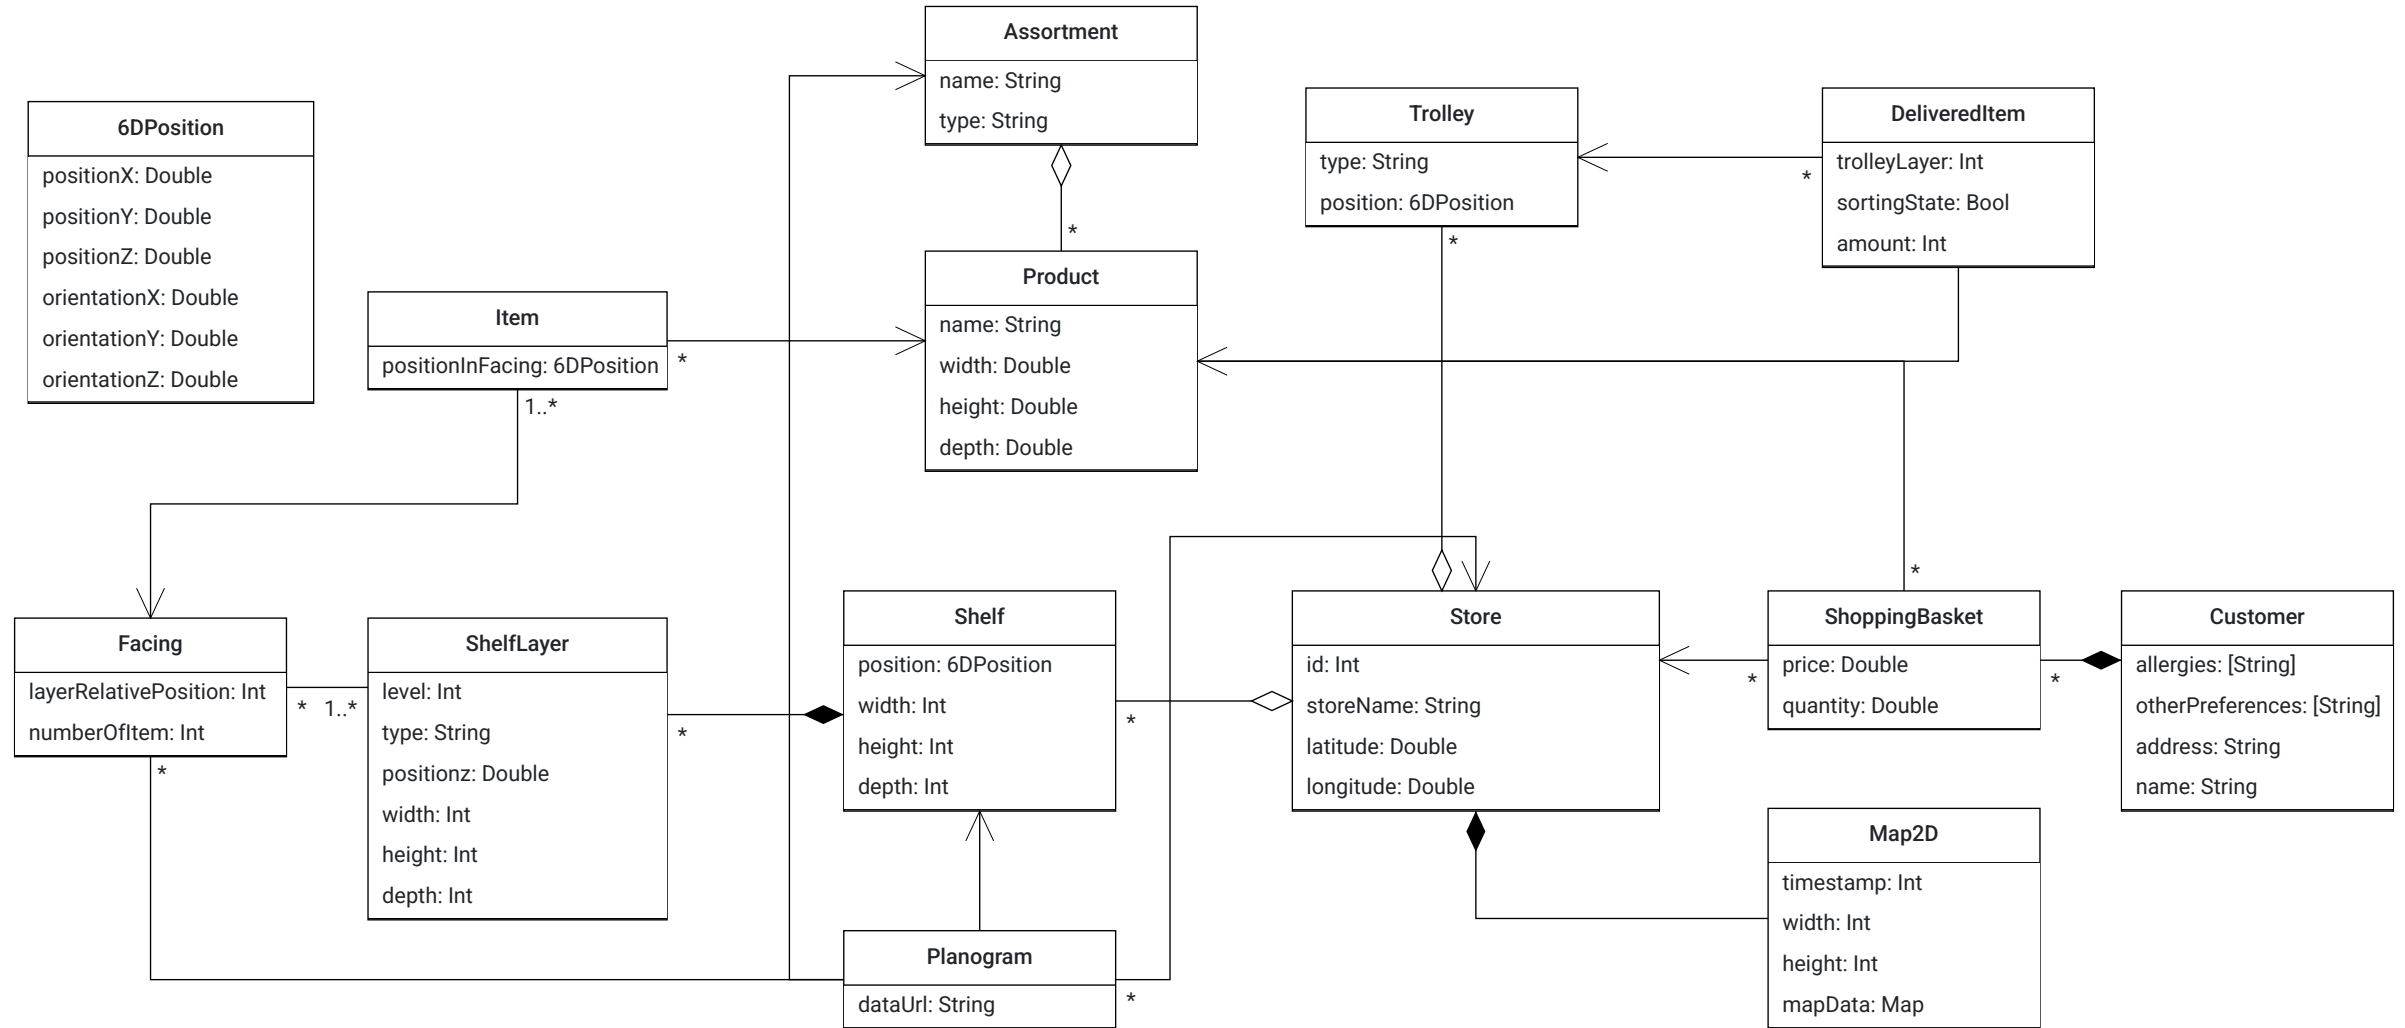 Assortment
name: String
type: String
6DPosition
positionX: Double
positionY: Double
positionZ: Double
orientationX: Double
orientationY: Double
orientationZ: Double
Trolley
type: String
position: 6DPosition
*
DeliveredItem
trolleyLayer: Int
sortingState: Bool
amount: Int
*
*
Item
positionInFacing: 6DPosition
*
1..*
Product
name: String
width: Double
height: Double
depth: Double
Facing
layerRelativePosition: Int
numberOfItem: Int
*
* 1..*
ShelfLayer
level: Int
type: String
positionz: Double
width: Int
height: Int
depth: Int
*
Shelf
position: 6DPosition
width: Int
height: Int
depth: Int
*
Store
id: Int
storeName: String
latitude: Double
longitude: Double
*
ShoppingBasket
price: Double
quantity: Double
*
*
Customer
allergies: [String]
otherPreferences: [String]
address: String
name: String
Map2D
timestamp: Int
width: Int
height: Int
mapData: Map
Planogram
dataUrl: String
*